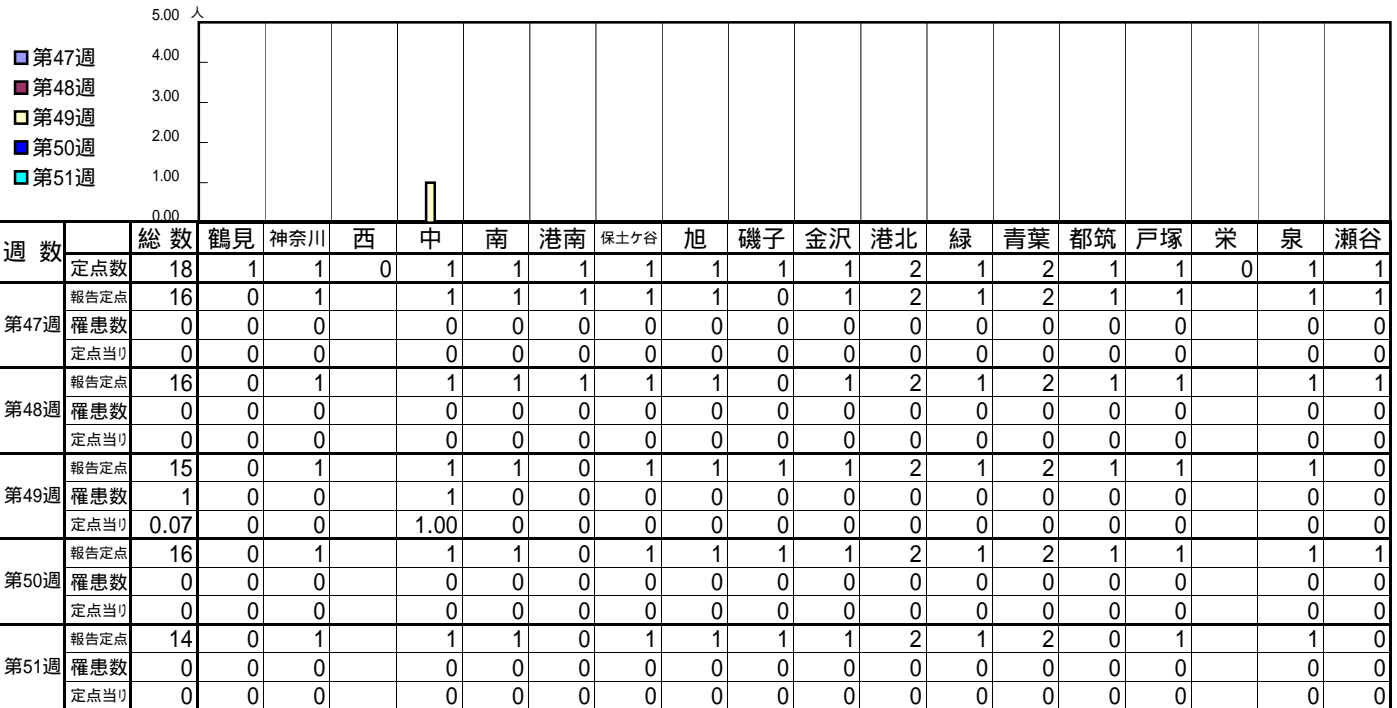 5.00 人
4.00
3.00
2.00
1.00
0.00
■第47週
■第48週
□第49週
■第50週
□第51週
週 数 総 数 鶴見 神奈川 西 中 南 港南 保土ケ谷 旭 磯子 金沢 港北 緑 青葉 都筑 戸塚 栄 泉 瀬谷
定点数 18 1 1 0 1 1 1 1 1 1 1 2 1 2 1 1 0 1 1
第47週 報告定点 16 0 1 1 1 1 1 1 0 1 2 1 2 1 1 1 1
罹患数 0 0 0 0 0 0 0 0 0 0 0 0 0 0 0 0 0
定点当り 0 0 0 0 0 0 0 0 0 0 0 0 0 0 0 0 0
第48週 報告定点 16 0 1 1 1 1 1 1 0 1 2 1 2 1 1 1 1
罹患数 0 0 0 0 0 0 0 0 0 0 0 0 0 0 0 0 0
定点当り 0 0 0 0 0 0 0 0 0 0 0 0 0 0 0 0 0
第49週 報告定点 15 0 1 1 1 0 1 1 1 1 2 1 2 1 1 1 0
罹患数 1 0 0 1 0 0 0 0 0 0 0 0 0 0 0 0 0
定点当り 0.07 0 0 1.00 0 0 0 0 0 0 0 0 0 0 0 0 0
第50週 報告定点 16 0 1 1 1 0 1 1 1 1 2 1 2 1 1 1 1
罹患数 0 0 0 0 0 0 0 0 0 0 0 0 0 0 0 0 0
定点当り 0 0 0 0 0 0 0 0 0 0 0 0 0 0 0 0 0
第51週 報告定点 14 0 1 1 1 0 1 1 1 1 2 1 2 0 1 1 0
罹患数 0 0 0 0 0 0 0 0 0 0 0 0 0 0 0 0 0
定点当り 0 0 0 0 0 0 0 0 0 0 0 0 0 0 0 0 0